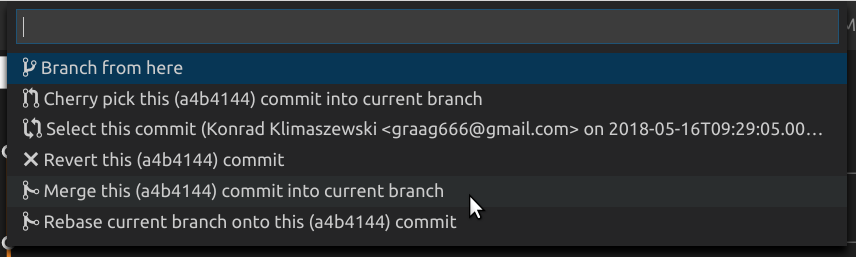 Branch from here
Cherry pick this (a4b4144) commit into current branch
Select this commit (Konrad Klimaszewski <graag666@gmail.com> on 2018-05-16T09:29:05.00…
Revert this (a4b4144) commit
Merge this (a4b4144) commit into current branch
Rebase current branch onto this (a4b4144) commit